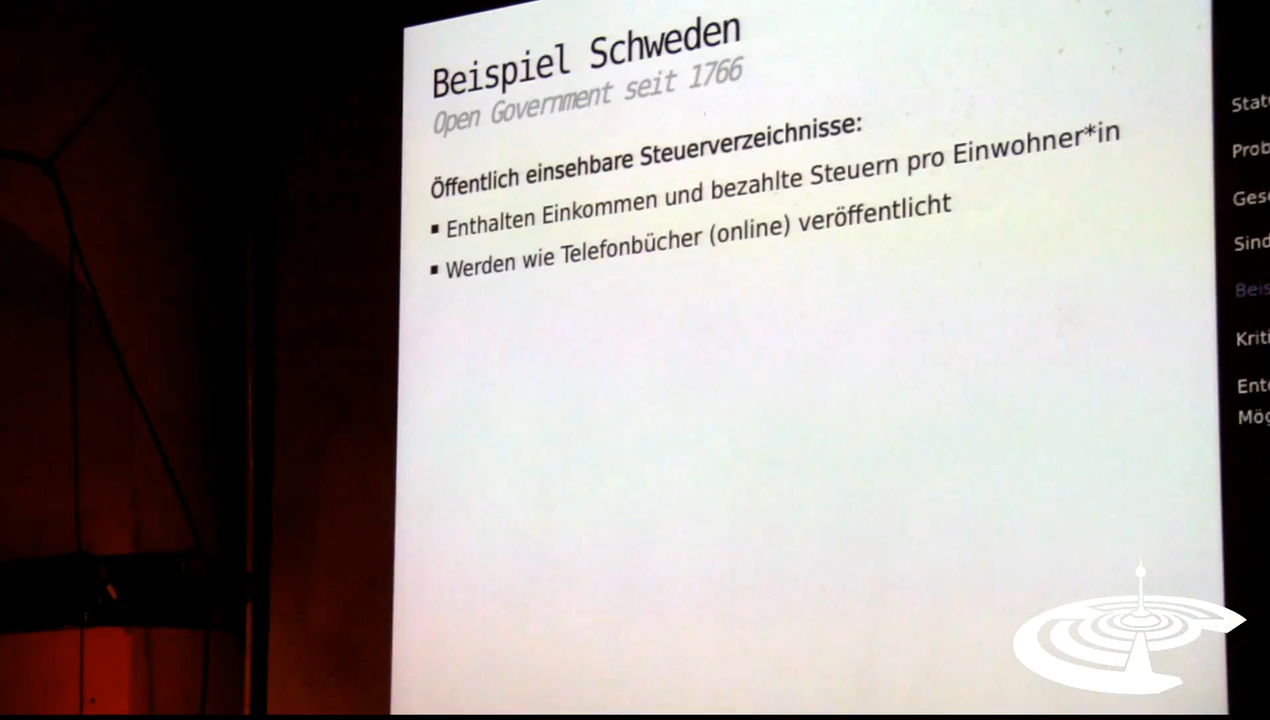 Beispiel Schweden
Open Government seit 1766
Öffentlich einsehbare Steuerverzeichnisse:
▪ Enthalten Einkommen und bezahlte Steuern pro Einwohner*in
▪ Werden wie Telefonbücher (online) veröffentlicht